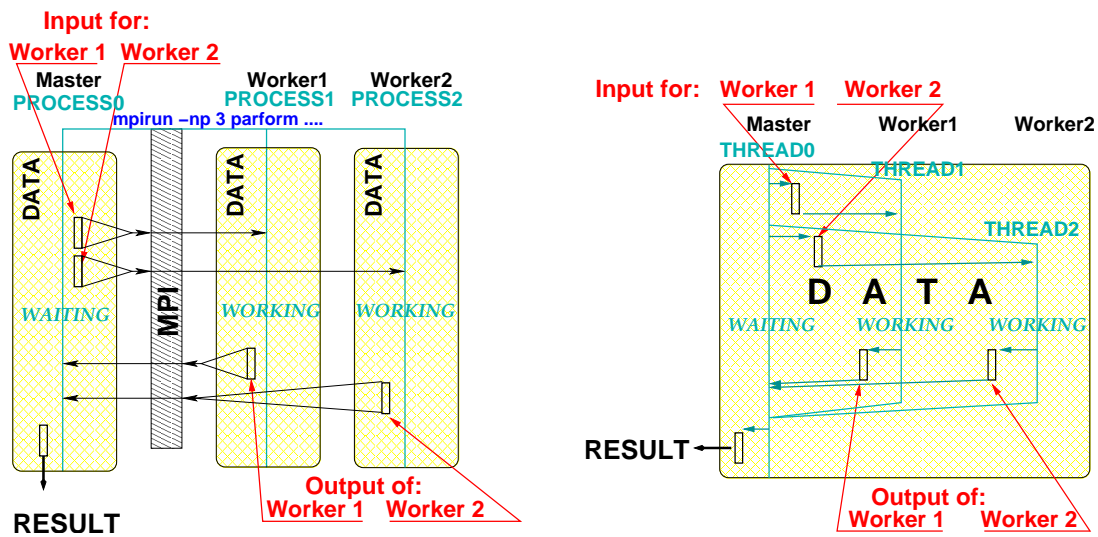 Input for:
Worker 1 Worker 2
Master Worker1 Worker2
PROCESS0 PROCESS1 PROCESS2
mpirun –np 3 parform ....
DATA DATA DATA
MPI
WAITING WORKING WORKING
Output of:
Worker 1 Worker 2
RESULT
Input for: Worker 1 Worker 2
Master Worker1 Worker2
THREAD0
THREAD1
THREAD2
D A T A
WAITING WORKING WORKING
RESULT
Output of:
Worker 1 Worker 2